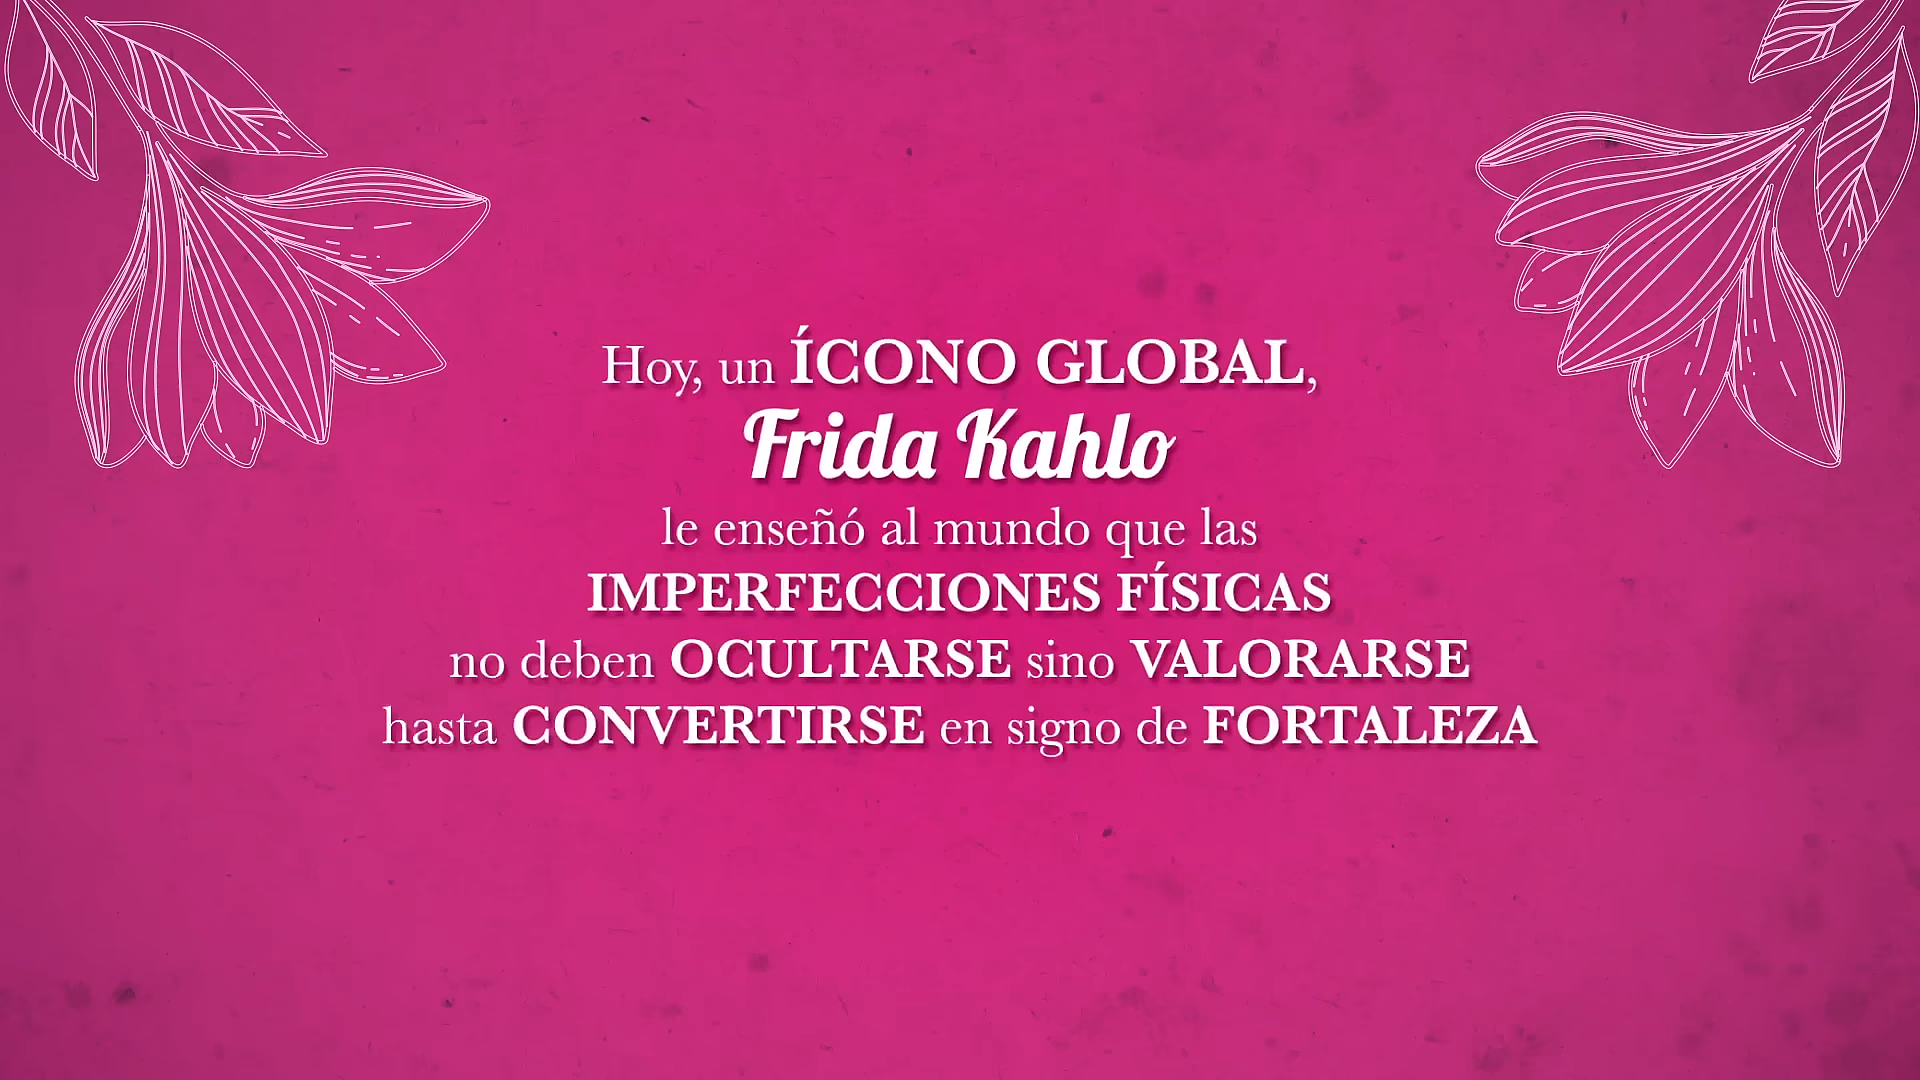 Hoy, un ÍCONO GLOBAL,
Frida Kahlo
le enseñó al mundo que las
IMPERFECCIONES FÍSICAS
no deben OCULTARSE sino VALORARSE
hasta CONVERTIRSE en signo de FORTALEZA